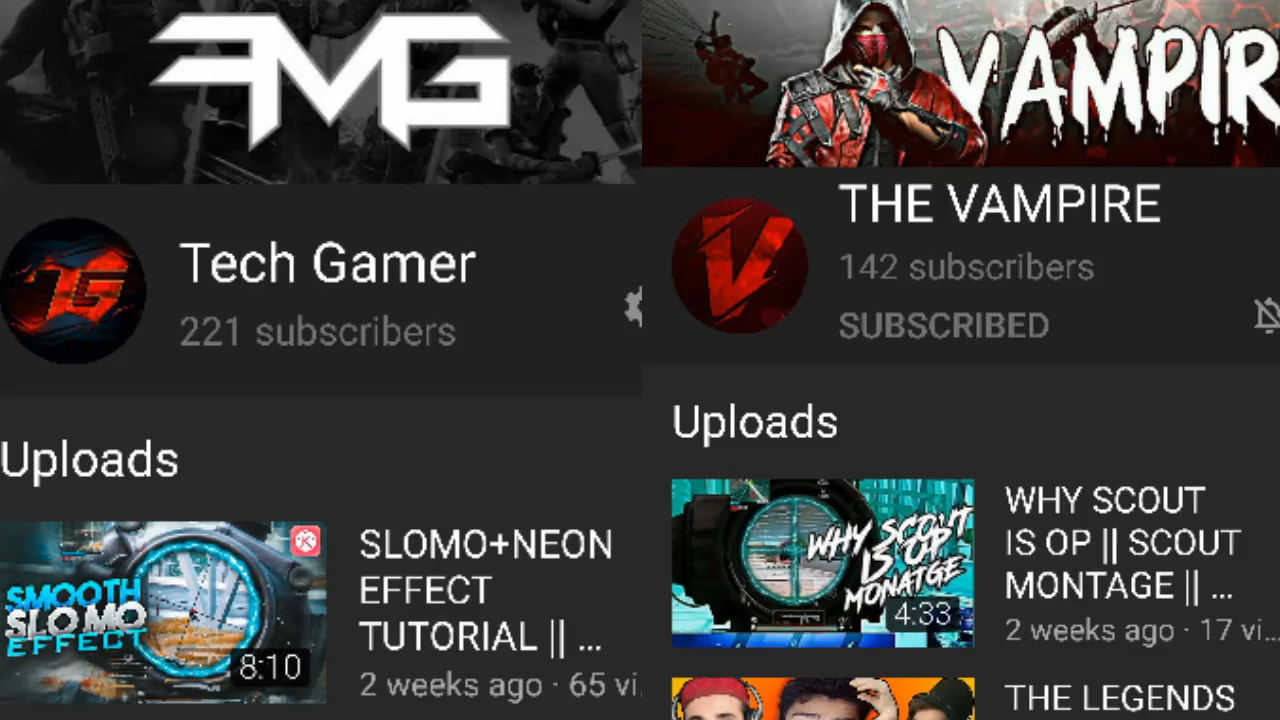 FMG
Tech Gamer
221 subscribers
Uploads
SMOOTH
SLOMO
EFFECT
8:10
SLOMO+NEON
EFFECT
TUTORIAL || ...
2 weeks ago · 65 vi
VAMPIR
THE VAMPIRE
142 subscribers
SUBSCRIBED
Uploads
WHY SCOUT
IS OP
MONATGE
4:33
WHY SCOUT
IS OP || SCOUT
MONTAGE || ...
2 weeks ago · 17 vi...
THE LEGENDS